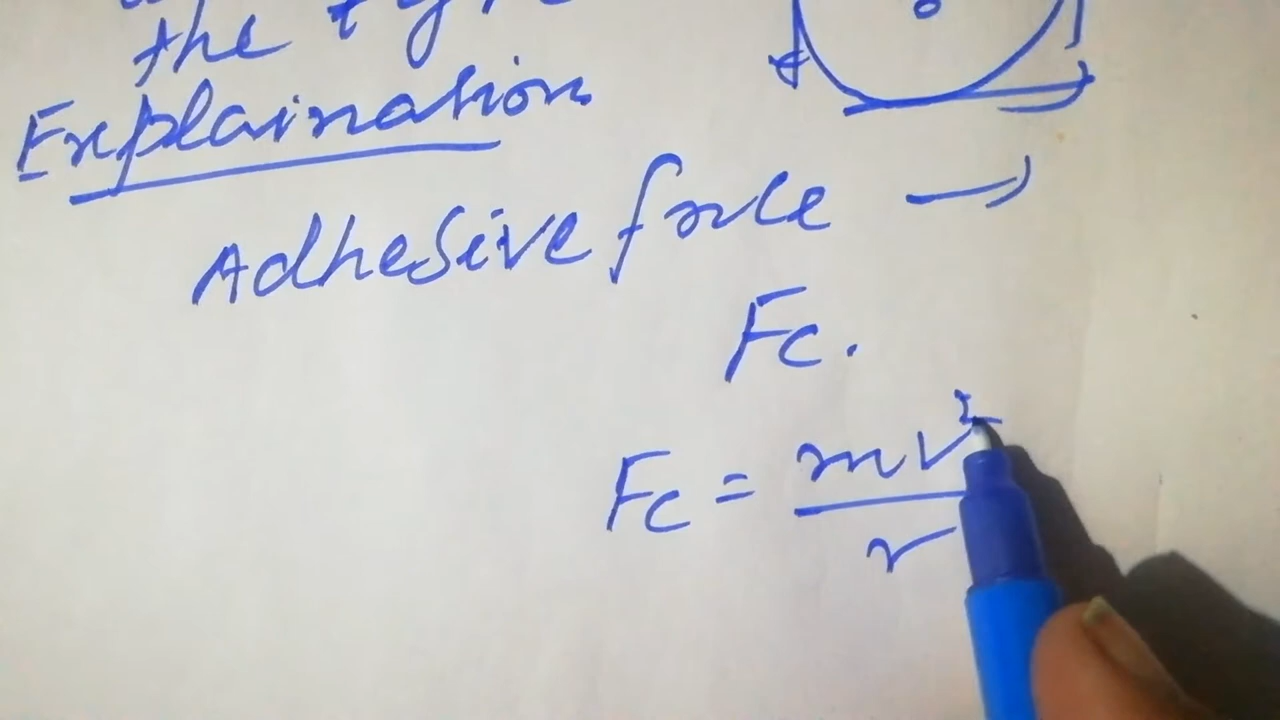 the
Explaination
Adhesive force
Fc.
Fc = mv²/r